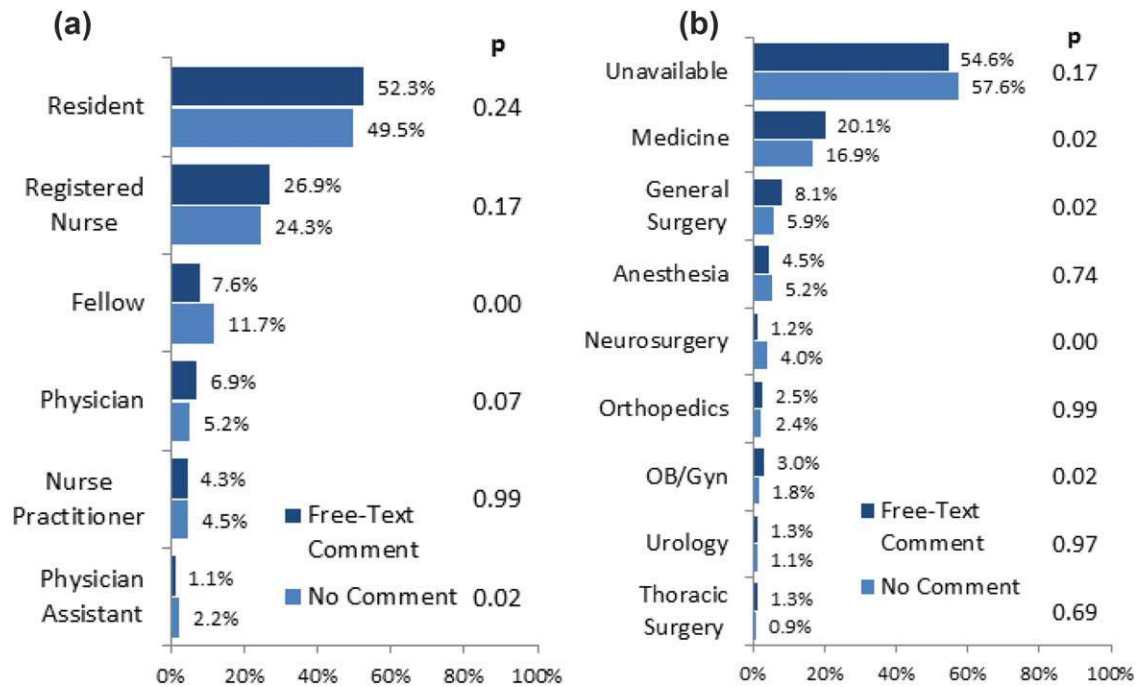 (a)
p
Resident
52.3%
49.5%
0.24
Registered
Nurse
26.9%
24.3%
0.17
Fellow
7.6%
11.7%
0.00
Physician
6.9%
5.2%
0.07
Nurse
Practitioner
4.3%
4.5%
0.99
Physician
Assistant
1.1%
2.2%
0.02
Free-Text
Comment
No Comment
0% 20% 40% 60% 80% 100%
(b)
p
Unavailable
54.6%
57.6%
0.17
Medicine
20.1%
16.9%
0.02
General
Surgery
8.1%
5.9%
0.02
Anesthesia
4.5%
5.2%
0.74
Neurosurgery
1.2%
4.0%
0.00
Orthopedics
2.5%
2.4%
0.99
OB/Gyn
3.0%
1.8%
0.02
Urology
1.3%
1.1%
0.97
Thoracic
Surgery
1.3%
0.9%
0.69
Free-Text
Comment
No Comment
0% 20% 40% 60% 80% 100%